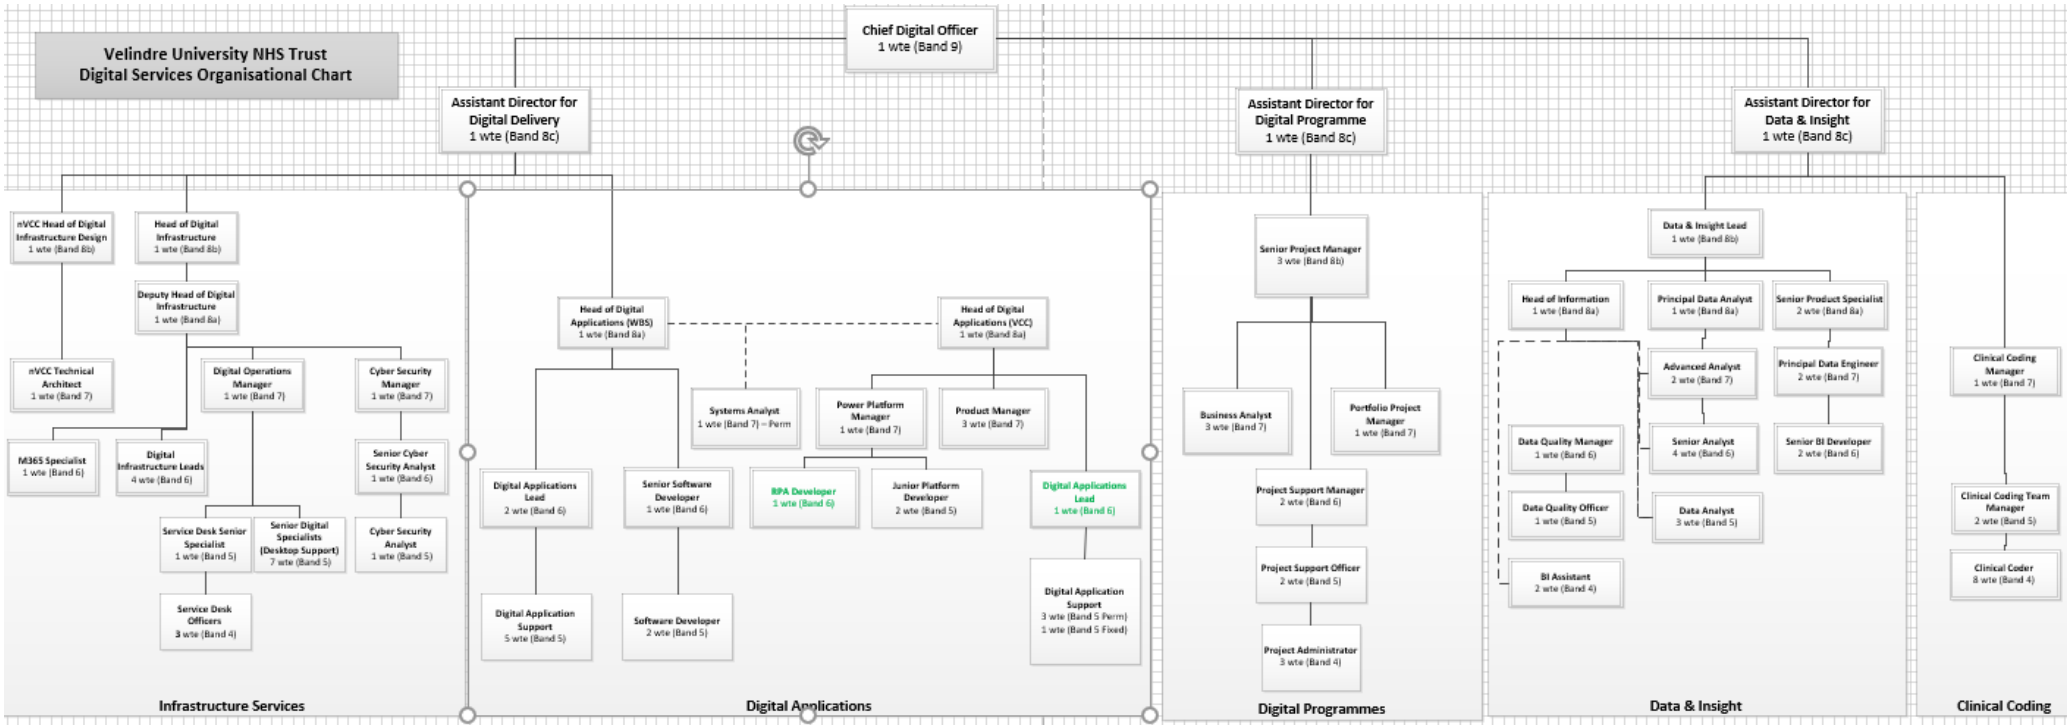 Velindre University NHS Trust
Digital Services Organisational Chart
Chief Digital Officer
1 wte (Band 9)
Assistant Director for
Digital Delivery
1 wte (Band 8c)
Assistant Director for
Digital Programme
1 wte (Band 8c)
Assistant Director for
Data & Insight
1 wte (Band 8c)
nVCC Head of Digital
Infrastructure Design
1 wte (Band 8b)
Head of Digital
Infrastructure
1 wte (Band 8b)
Deputy Head of Digital
Infrastructure
1 wte (Band 8a)
nVCC Technical
Architect
1 wte (Band 7)
Digital Operations
Manager
1 wte (Band 7)
Cyber Security
Manager
1 wte (Band 7)
M365 Specialist
1 wte (Band 6)
Digital
Infrastructure Leads
4 wte (Band 6)
Senior Cyber
Security Analyst
1 wte (Band 6)
Service Desk Senior
Specialist
1 wte (Band 5)
Senior Digital
Specialists
(Desktop Support)
7 wte (Band 5)
Cyber Security
Analyst
1 wte (Band 5)
Service Desk
Officers
3 wte (Band 4)
Infrastructure Services
Head of Digital
Applications (WBS)
1 wte (Band 8a)
Head of Digital
Applications (VCC)
1 wte (Band 8a)
Systems Analyst
1 wte (Band 7) – Perm
Power Platform
Manager
1 wte (Band 7)
Product Manager
3 wte (Band 7)
Digital Applications
Lead
2 wte (Band 6)
Senior Software
Developer
1 wte (Band 6)
RPA Developer
1 wte (Band 6)
Junior Platform
Developer
2 wte (Band 5)
Digital Applications
Lead
1 wte (Band 6)
Digital Application
Support
5 wte (Band 5)
Software Developer
2 wte (Band 5)
Digital Application
Support
3 wte (Band 5 Perm)
1 wte (Band 5 Fixed)
Digital Applications
Senior Project Manager
3 wte (Band 8b)
Business Analyst
3 wte (Band 7)
Portfolio Project
Manager
1 wte (Band 7)
Project Support Manager
2 wte (Band 6)
Project Support Officer
2 wte (Band 5)
Project Administrator
3 wte (Band 4)
Digital Programmes
Data & Insight Lead
1 wte (Band 8b)
Head of Information
1 wte (Band 8a)
Principal Data Analyst
1 wte (Band 8a)
Senior Product Specialist
2 wte (Band 8a)
Advanced Analyst
2 wte (Band 7)
Principal Data Engineer
2 wte (Band 7)
Data Quality Manager
1 wte (Band 6)
Senior Analyst
4 wte (Band 6)
Senior BI Developer
2 wte (Band 6)
Data Quality Officer
1 wte (Band 5)
Data Analyst
3 wte (Band 5)
BI Assistant
2 wte (Band 4)
Data & Insight
Clinical Coding
Manager
1 wte (Band 7)
Clinical Coding Team
Manager
2 wte (Band 5)
Clinical Coder
8 wte (Band 4)
Clinical Coding